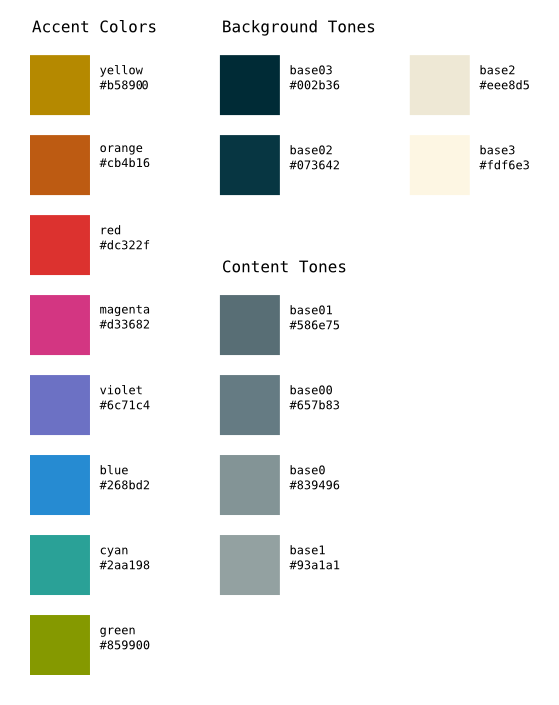 Accent Colors
yellow
#b58900
orange
#cb4b16
red
#dc322f
magenta
#d33682
violet
#6c71c4
blue
#268bd2
cyan
#2aa198
green
#859900
Background Tones
base03
#002b36
base02
#073642
base2
#eee8d5
base3
#fdf6e3
Content Tones
base01
#586e75
base00
#657b83
base0
#839496
base1
#93a1a1